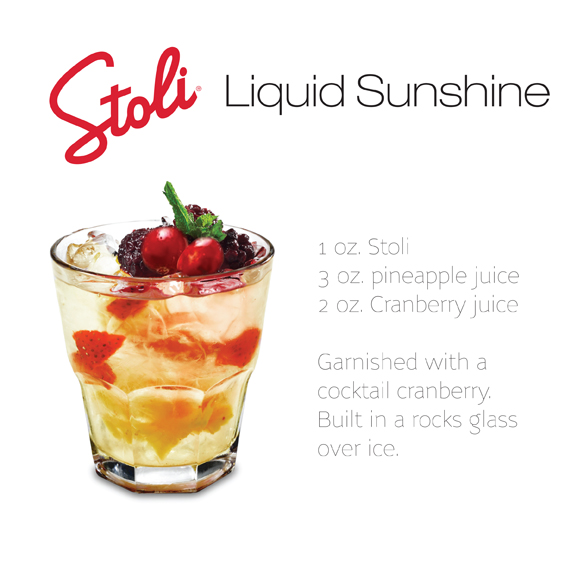 Stoli® Liquid Sunshine
1 oz. Stoli
3 oz. pineapple juice
2 oz. Cranberry juice
Garnished with a
cocktail cranberry.
Built in a rocks glass
over ice.